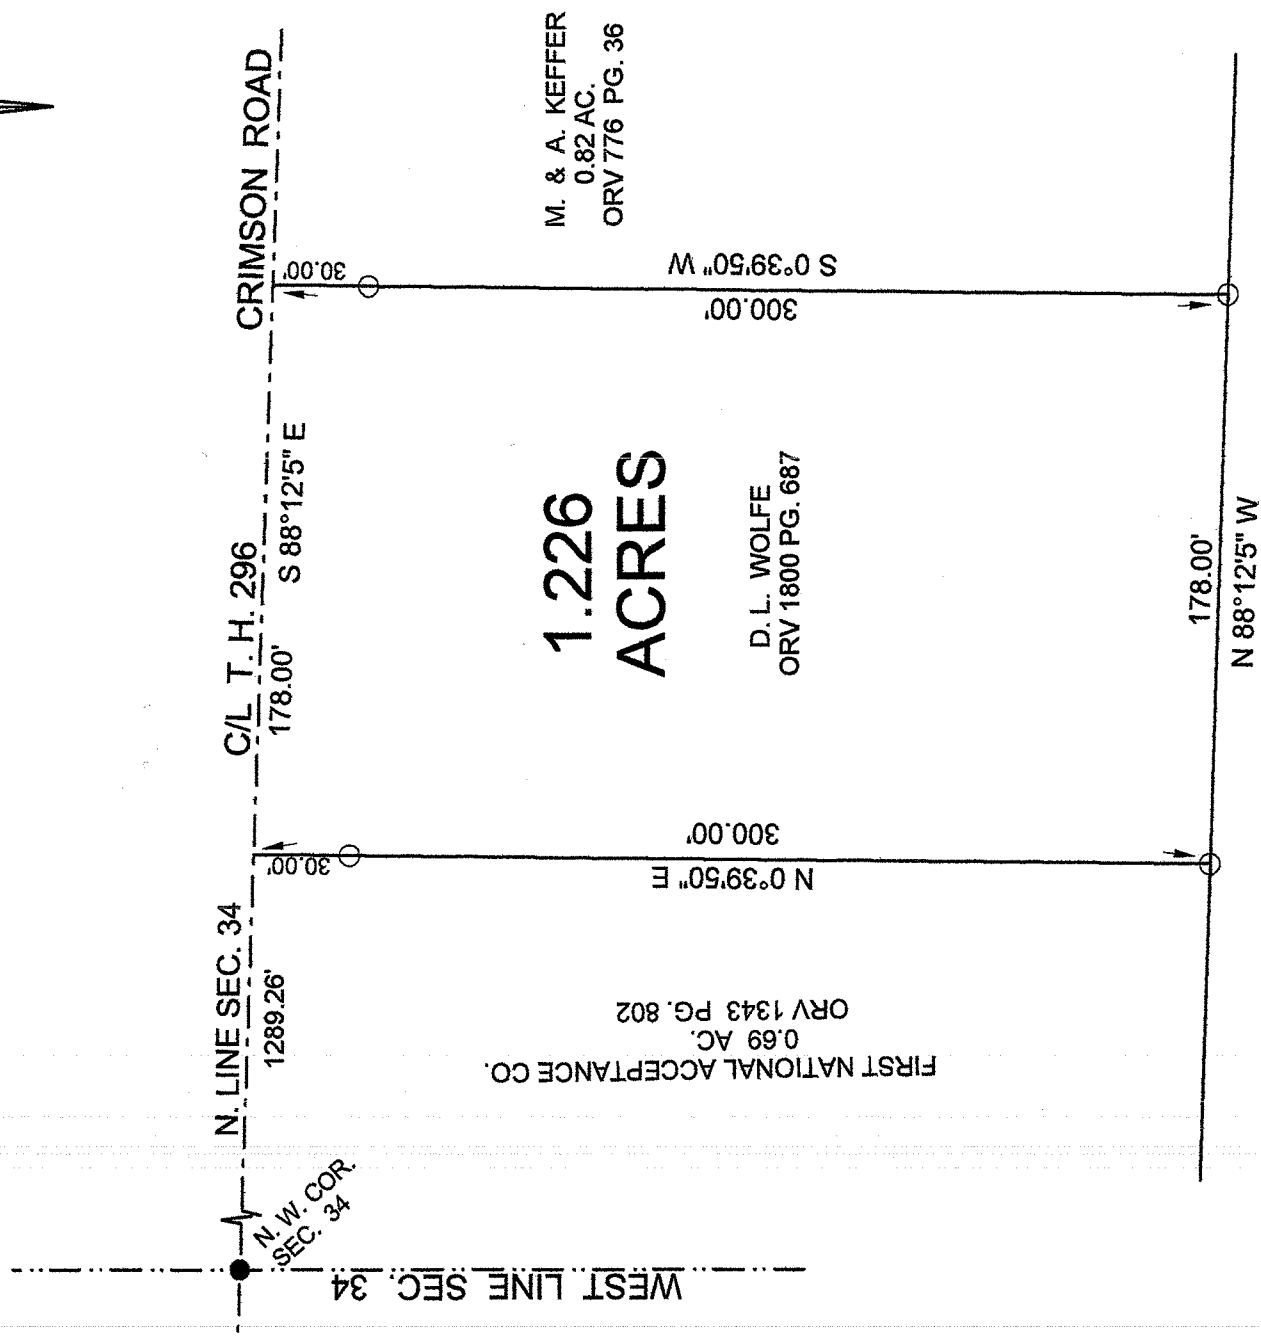 CRIMSON ROAD
C/L T. H. 296
N. LINE SEC. 34
1289.26'
178.00'
S 88°12'5" E
N. W. COR.
SEC. 34
WEST LINE SEC. 34
30.00'
30.00'
N 0°39'50" E
300.00'
S 0°39'50" W
300.00'
M. & A. KEFFER
0.82 AC.
ORV 776 PG. 36
1.226
ACRES
D. L. WOLFE
ORV 1800 PG. 687
FIRST NATIONAL ACCEPTANCE CO.
0.69 AC.
ORV 1343 PG. 802
178.00'
N 88°12'5" W